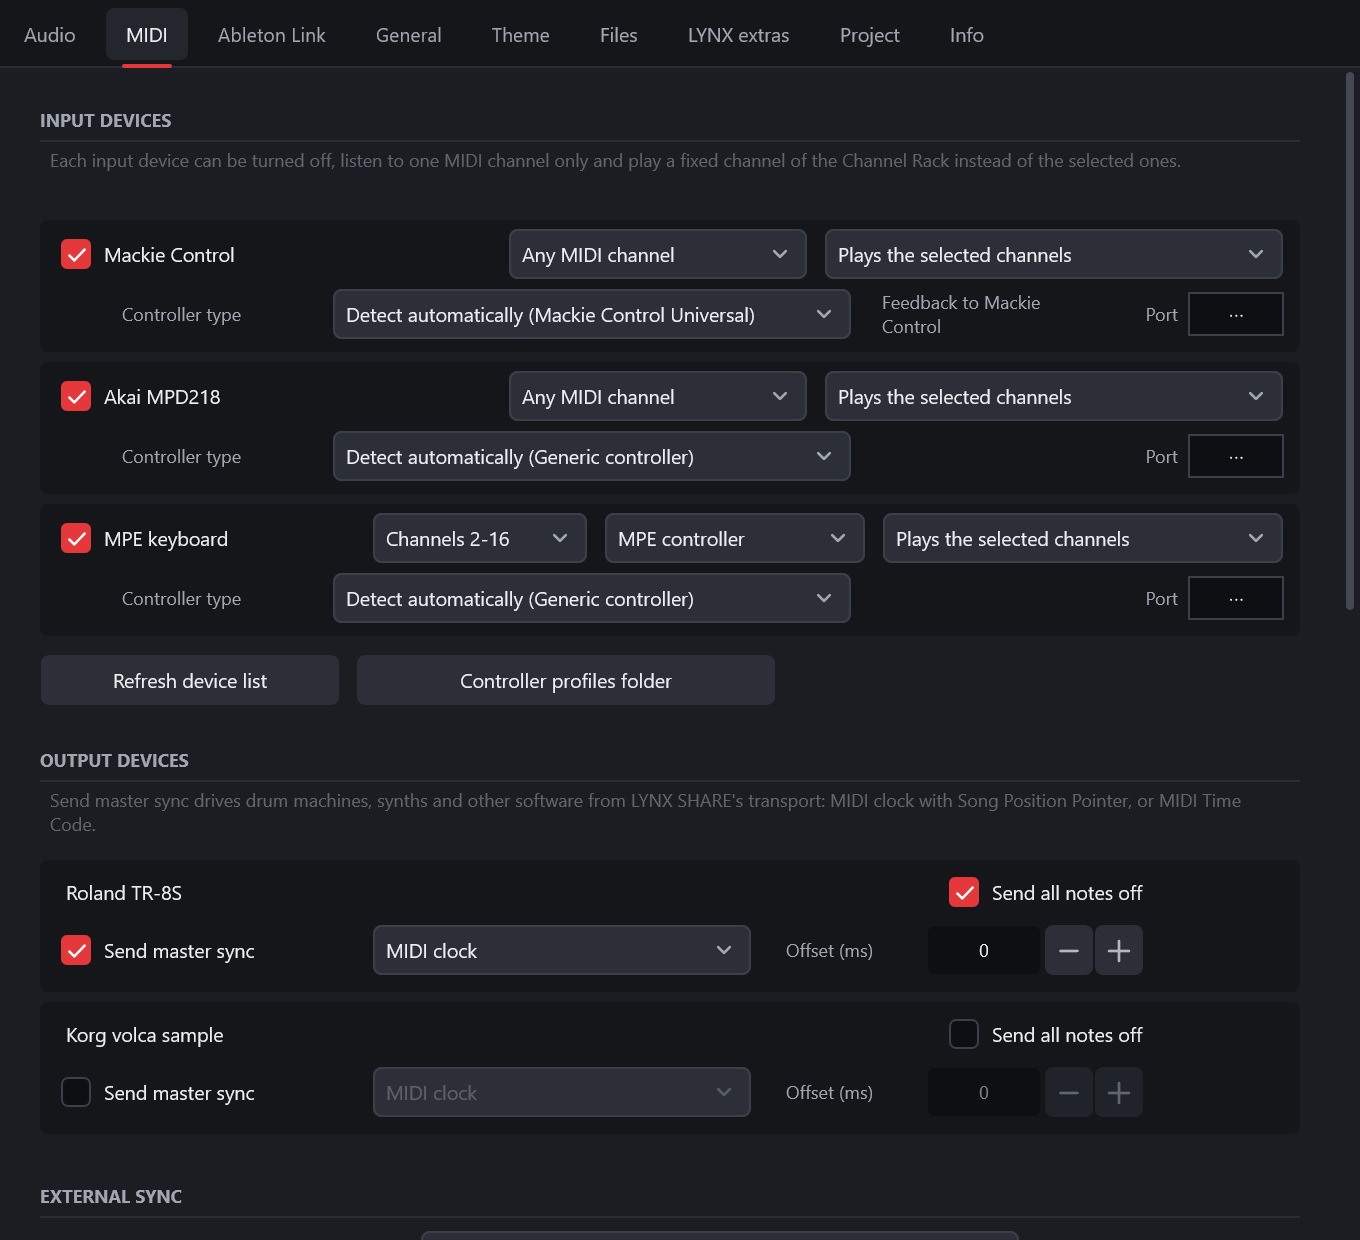 Audio MIDI Ableton Link General Theme Files LYNX extras Project Info
INPUT DEVICES
Each input device can be turned off, listen to one MIDI channel only and play a fixed channel of the Channel Rack instead of the selected ones.
Mackie Control Any MIDI channel Plays the selected channels
Controller type Detect automatically (Mackie Control Universal) Feedback to Mackie
Control Port ...
Akai MPD218 Any MIDI channel Plays the selected channels
Controller type Detect automatically (Generic controller) Port ...
MPE keyboard Channels 2-16 MPE controller Plays the selected channels
Controller type Detect automatically (Generic controller) Port ...
Refresh device list Controller profiles folder
OUTPUT DEVICES
Send master sync drives drum machines, synths and other software from LYNX SHARE's transport: MIDI clock with Song Position Pointer, or MIDI Time
Code.
Roland TR-8S Send all notes off
Send master sync MIDI clock Offset (ms) 0
Korg volca sample Send all notes off
Send master sync MIDI clock Offset (ms) 0
EXTERNAL SYNC